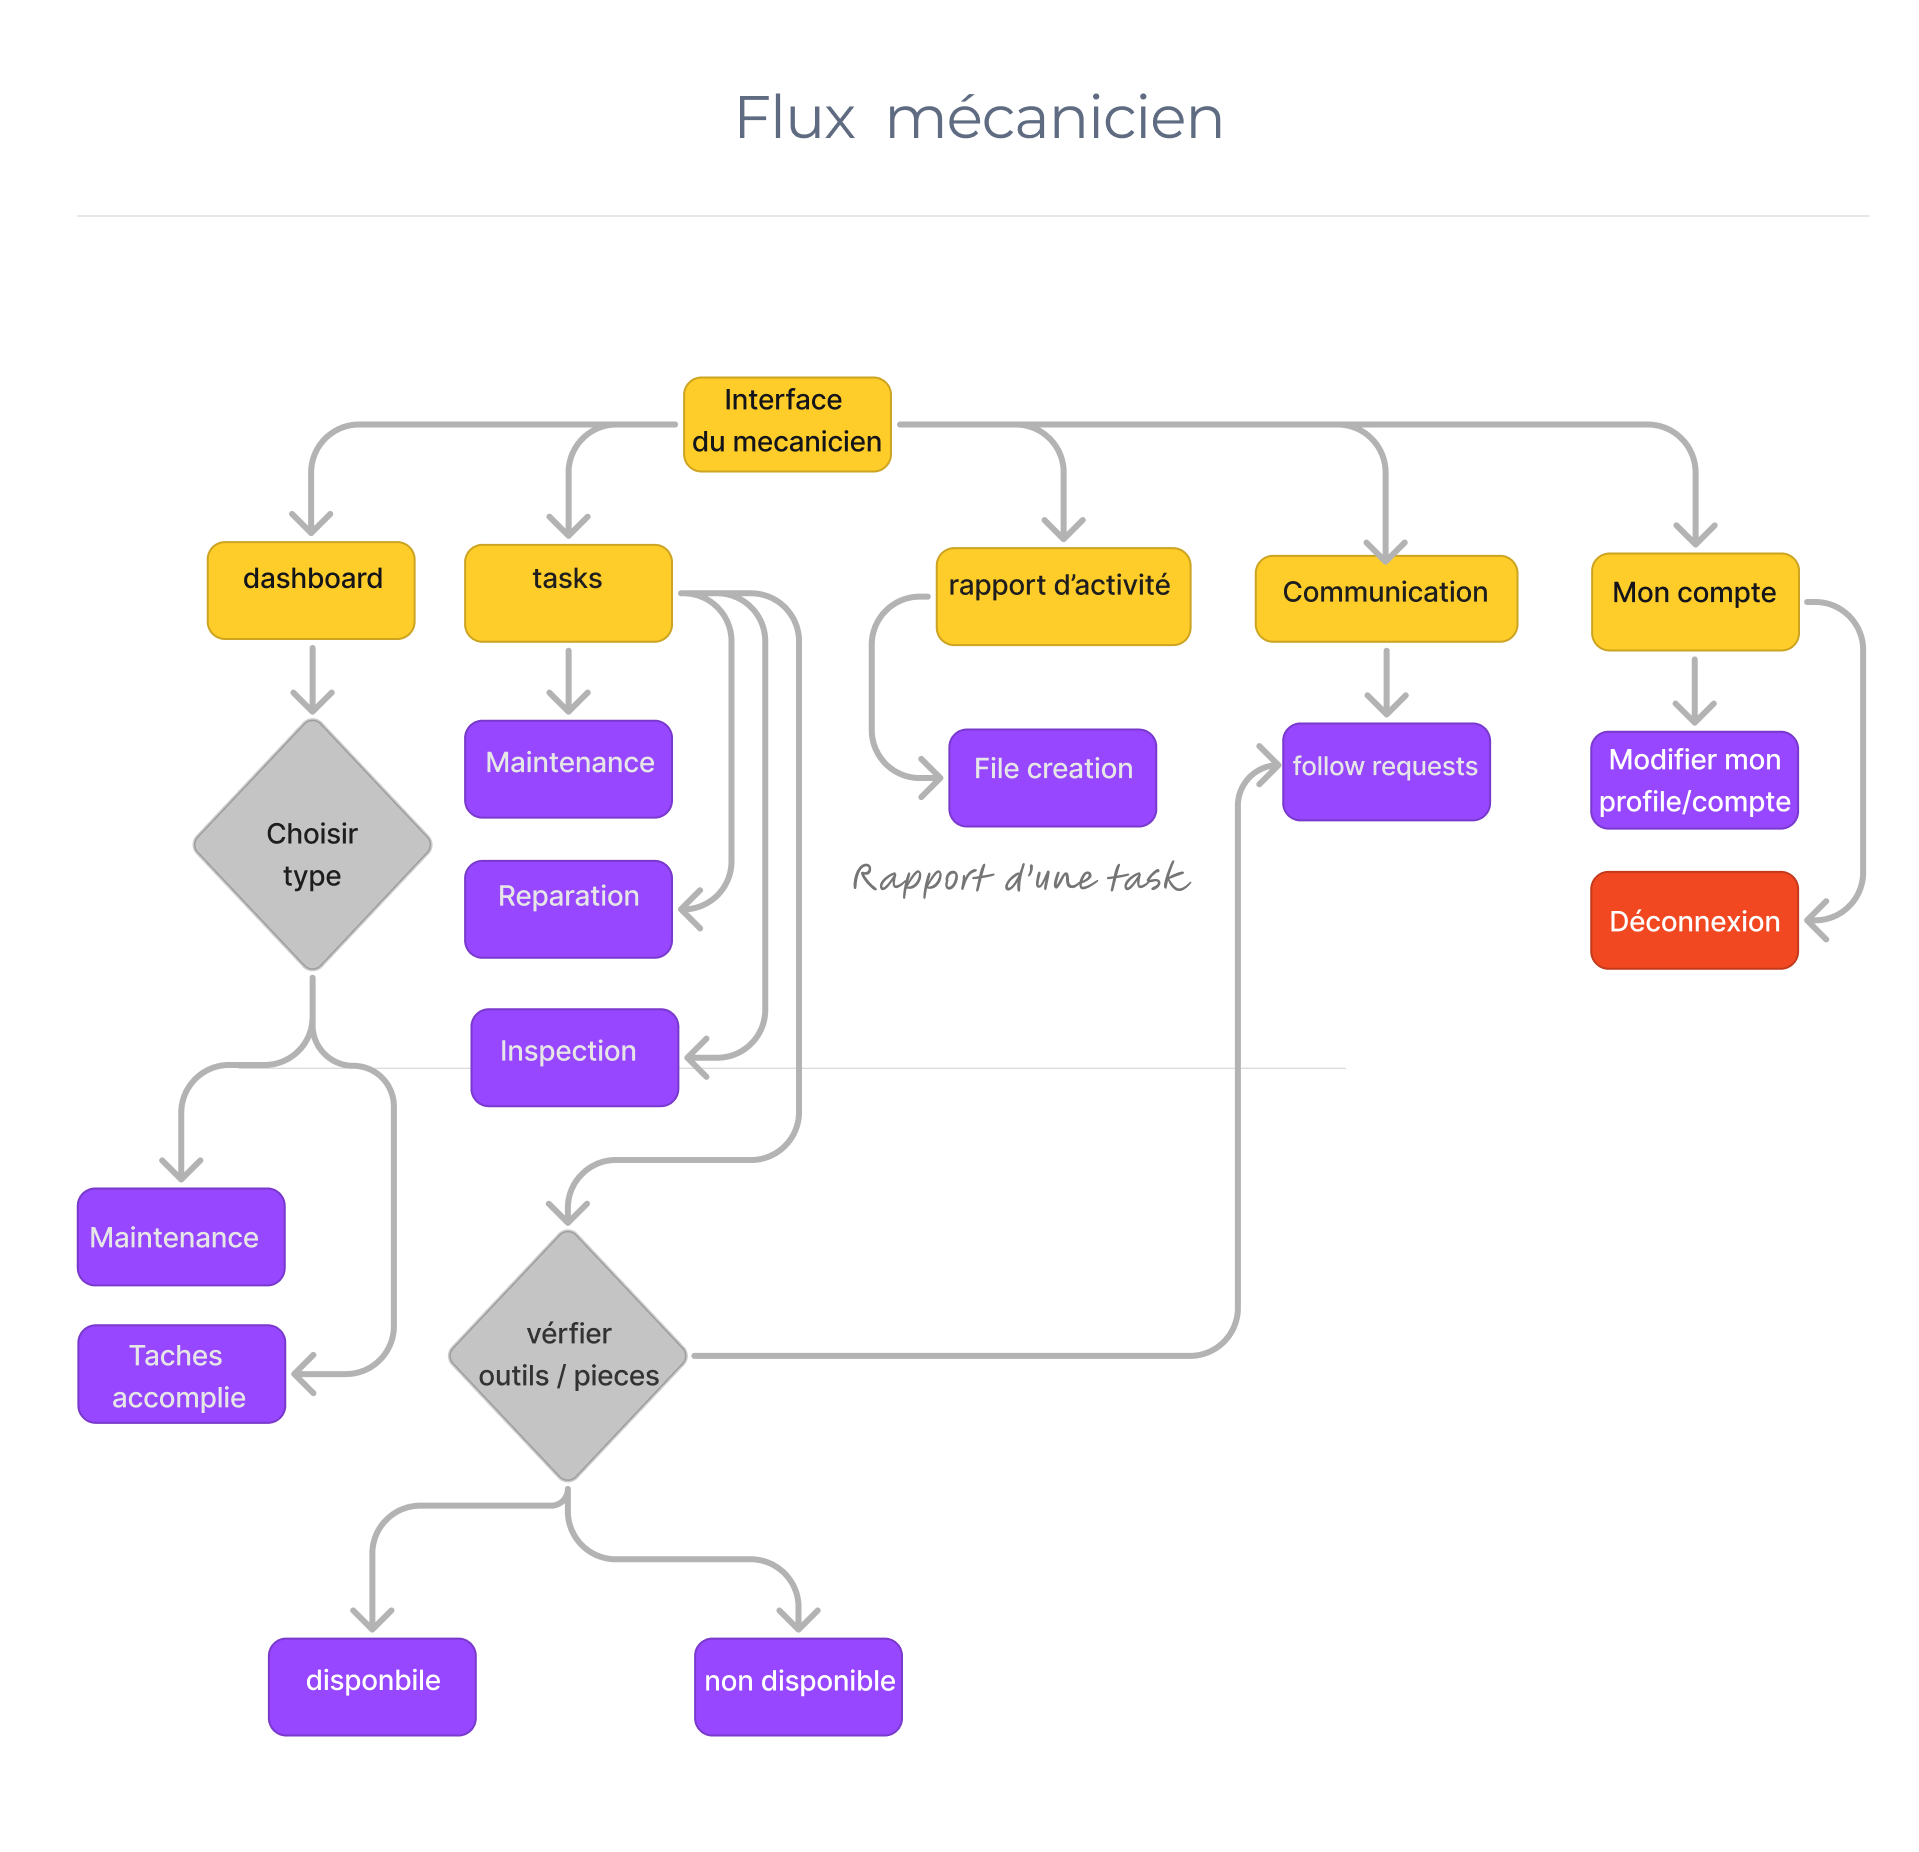 Flux mécanicien
Interface
du mecanicien
dashboard
tasks
rapport d’activité
Communication
Mon compte
Maintenance
File creation
follow requests
Modifier mon
profile/compte
Choisir
type
Reparation
Rapport d'une task
Déconnexion
Inspection
Maintenance
Taches
accomplie
vérfier
outils / pieces
disponbile
non disponible